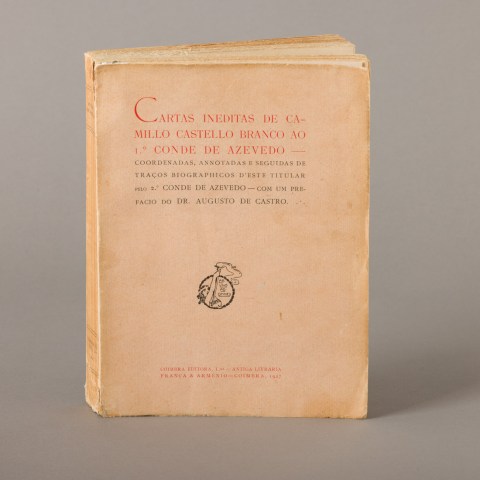 CARTAS INEDITAS DE CA-
MILLO CASTELLO BRANCO AO
1.º CONDE DE AZEVEDO —
COORDENADAS, ANNOTADAS E SEGUIDAS DE
TRAÇOS BIOGRAPHICOS D'ESTE TITULAR
PELO 2.º CONDE DE AZEVEDO — COM UM PRE-
FACIO DO DR. AUGUSTO DE CASTRO.
COIMBRA EDITORA, L.DA - ANTIGA LIVRARIA
FRANÇA & ARMENIO: COIMBRA, 1927